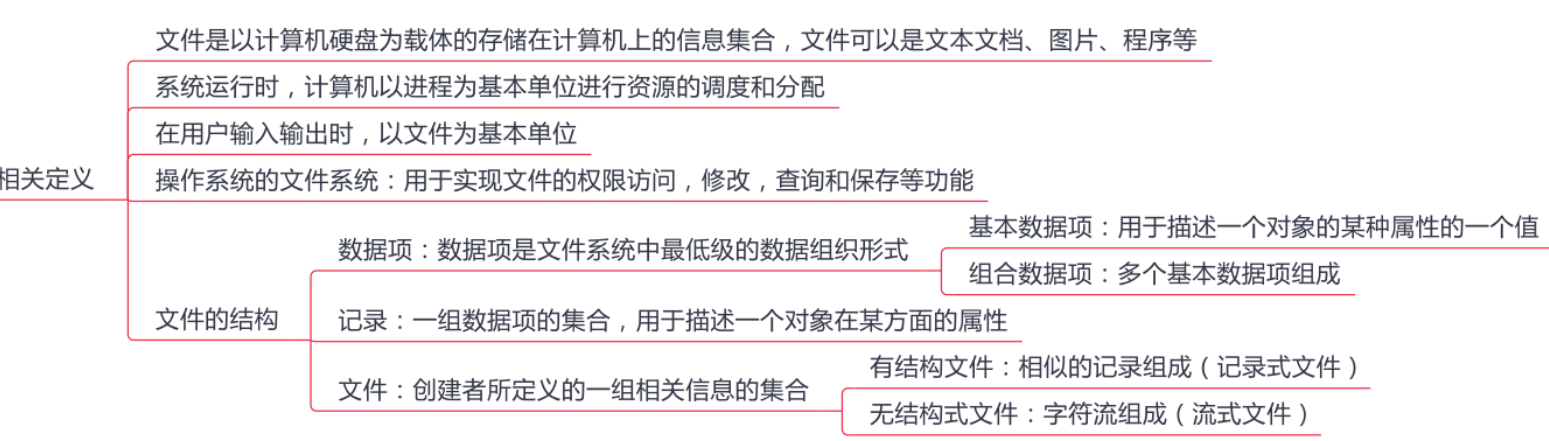 文件是以计算机硬盘为载体的存储在计算机上的信息集合，文件可以是文本文档、图片、程序等
系统运行时，计算机以进程为基本单位进行资源的调度和分配
在用户输入输出时，以文件为基本单位
相关定义
操作系统的文件系统：用于实现文件的权限访问，修改，查询和保存等功能
基本数据项：用于描述一个对象的某种属性的一个值
数据项：数据项是文件系统中最低级的数据组织形式
组合数据项：多个基本数据项组成
文件的结构
记录：一组数据项的集合，用于描述一个对象在某方面的属性
有结构文件：相似的记录组成（记录式文件）
文件：创建者所定义的一组相关信息的集合
无结构式文件：字符流组成（流式文件）